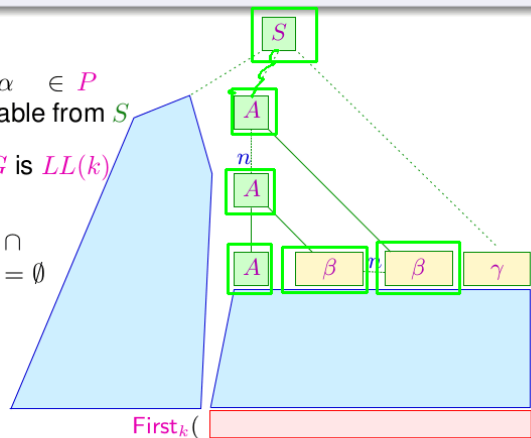 S
α ∈ P
able from S
A
G is LL(k)
n
A
∩
= ∅
A β n β γ
First_k(